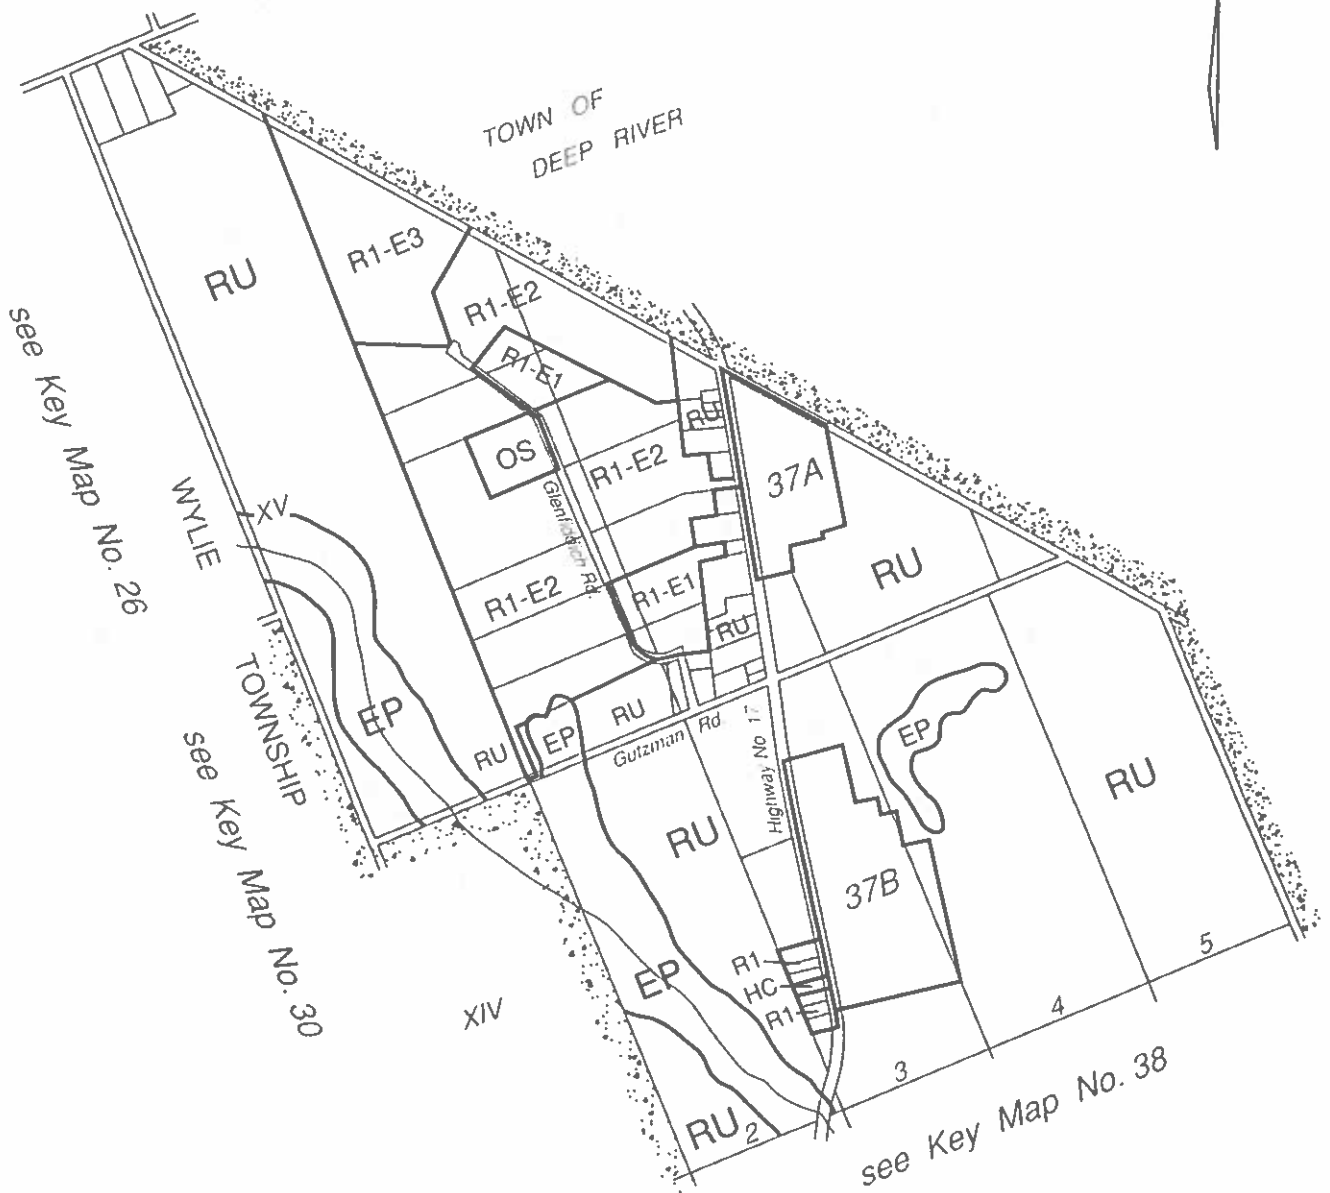 TOWN OF
DEEP RIVER
R1-E3
RU
R1-E2
R1-E1
RU
OS
R1-E2
37A
see Key Map No. 26
WYLIE
XV
Rd.
RU
R1-E2
R1-E1
RU
TOWNSHIP
EP
RU
EP
RU
Gutzman Rd
Highway No 17
EP
RU
see Key Map No. 30
RU
37B
EP
R1
HC
R1
XIV
5
4
3
RU
2
see Key Map No. 38